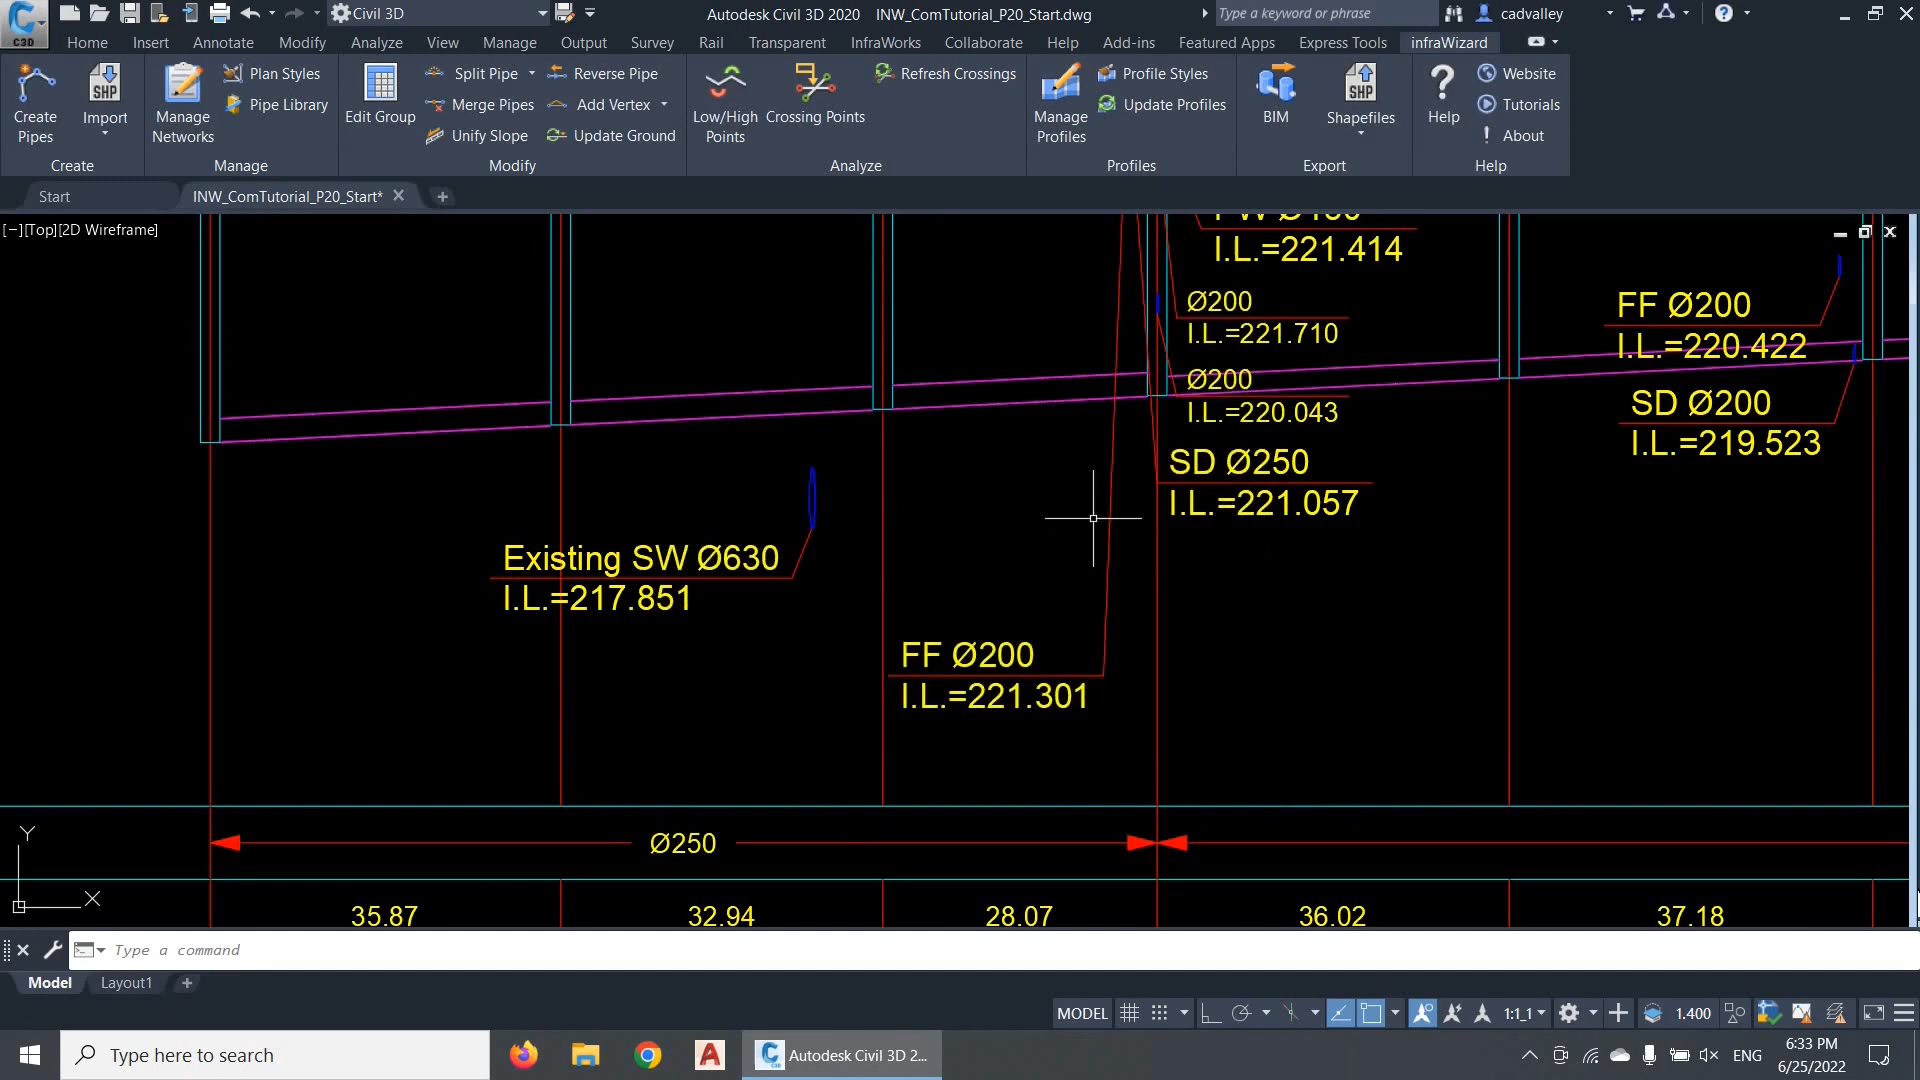 Civil 3D
Autodesk Civil 3D 2020 INW_ComTutorial_P20_Start.dwg
Type a keyword or phrase
cadvalley
C3D
Home Insert Annotate Modify Analyze View Manage Output Survey Rail Transparent InfraWorks Collaborate Help Add-ins Featured Apps Express Tools infraWizard
Create Pipes
SHP
Import
Create
Manage Networks
Plan Styles
Pipe Library
Manage
Edit Group
Split Pipe
Merge Pipes
Unify Slope
Reverse Pipe
Add Vertex
Update Ground
Modify
Low/High Points
Crossing Points
Refresh Crossings
Analyze
Manage Profiles
Profile Styles
Update Profiles
Profiles
BIM
SHP
Shapefiles
Export
Help
Website
Tutorials
About
Help
Start
INW_ComTutorial_P20_Start*
[−][Top][2D Wireframe]
I.L.=221.414
Ø200
I.L.=221.710
Ø200
I.L.=220.043
SD Ø250
I.L.=221.057
FF Ø200
I.L.=220.422
SD Ø200
I.L.=219.523
Existing SW Ø630
I.L.=217.851
FF Ø200
I.L.=221.301
Y
X
Ø250
35.87 32.94 28.07 36.02 37.18
Type a command
Model Layout1
MODEL
1:1_1
1.400
Type here to search
Autodesk Civil 3D 2...
ENG
6:33 PM
6/25/2022